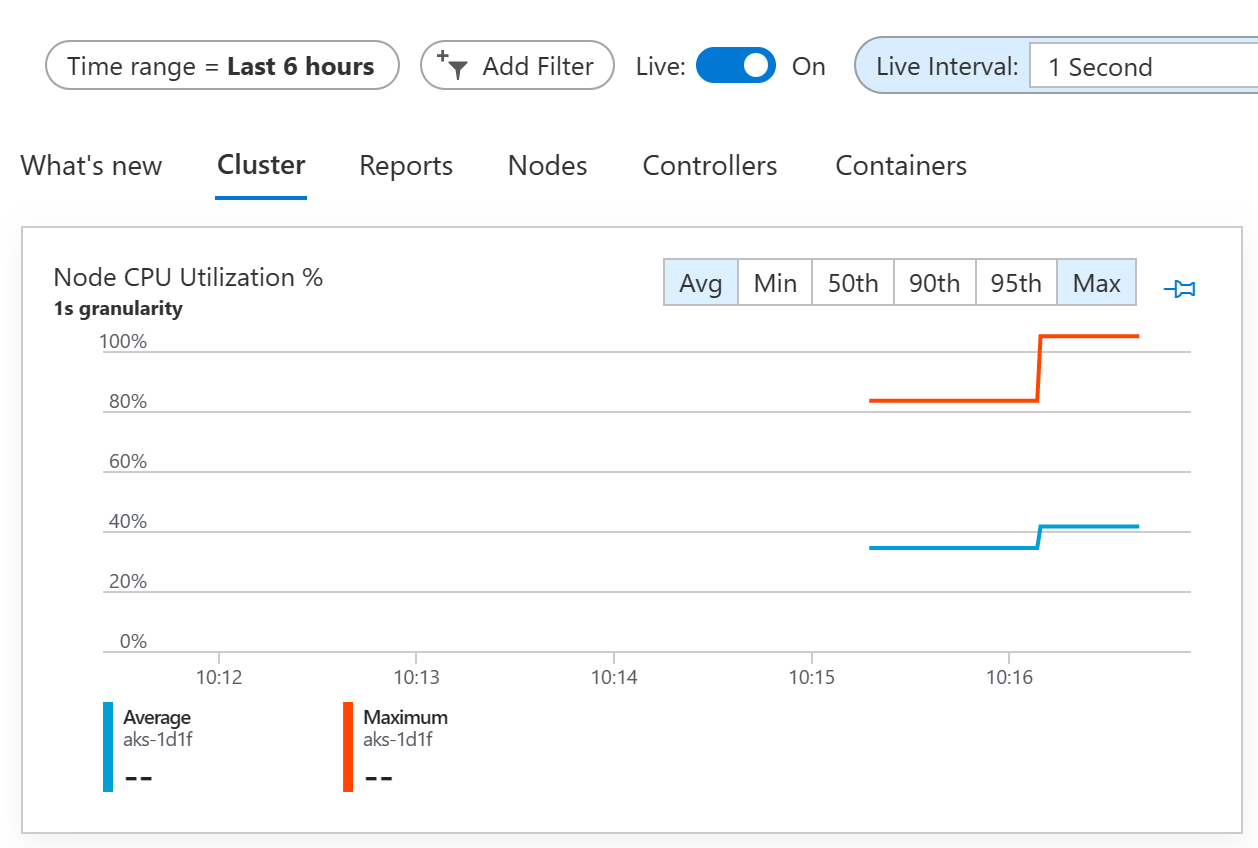 Time range = Last 6 hours Add Filter Live: On Live Interval: 1 Second
What's new Cluster Reports Nodes Controllers Containers
Node CPU Utilization % Avg Min 50th 90th 95th Max
1s granularity
100%
80%
60%
40%
20%
0%
10:12 10:13 10:14 10:15 10:16
Average Maximum
aks-1d1f aks-1d1f
-- --